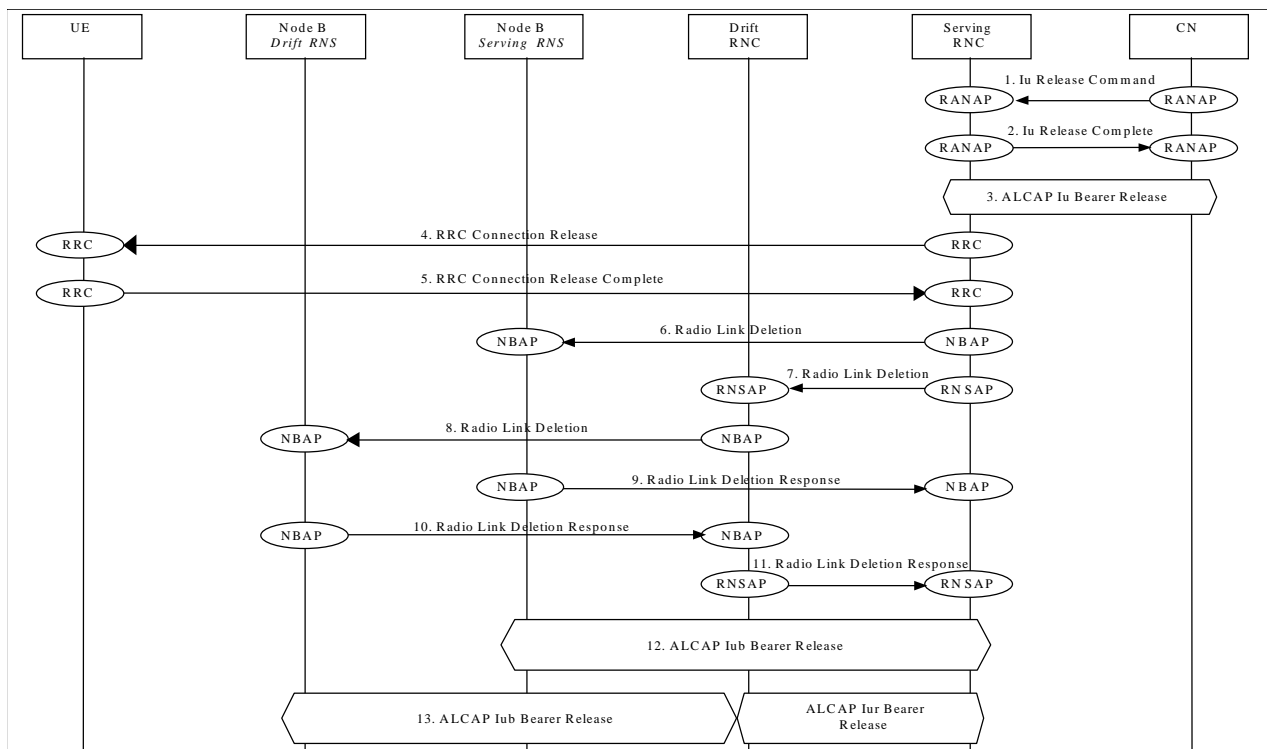 UE
Node B
Drift RNS
Node B
Serving RNS
Drift
RNC
Serving
RNC
CN
1. Iu Release Command
RANAP
RANAP
2. Iu Release Complete
RANAP
RANAP
3. ALCAP Iu Bearer Release
4. RRC Connection Release
RRC
RRC
5. RRC Connection Release Complete
RRC
RRC
6. Radio Link Deletion
NBAP
NBAP
7. Radio Link Deletion
RNSAP
RNSAP
8. Radio Link Deletion
NBAP
NBAP
9. Radio Link Deletion Response
NBAP
NBAP
10. Radio Link Deletion Response
NBAP
NBAP
11. Radio Link Deletion Response
RNSAP
RNSAP
12. ALCAP Iub Bearer Release
13. ALCAP Iub Bearer Release
ALCAP Iur Bearer
Release